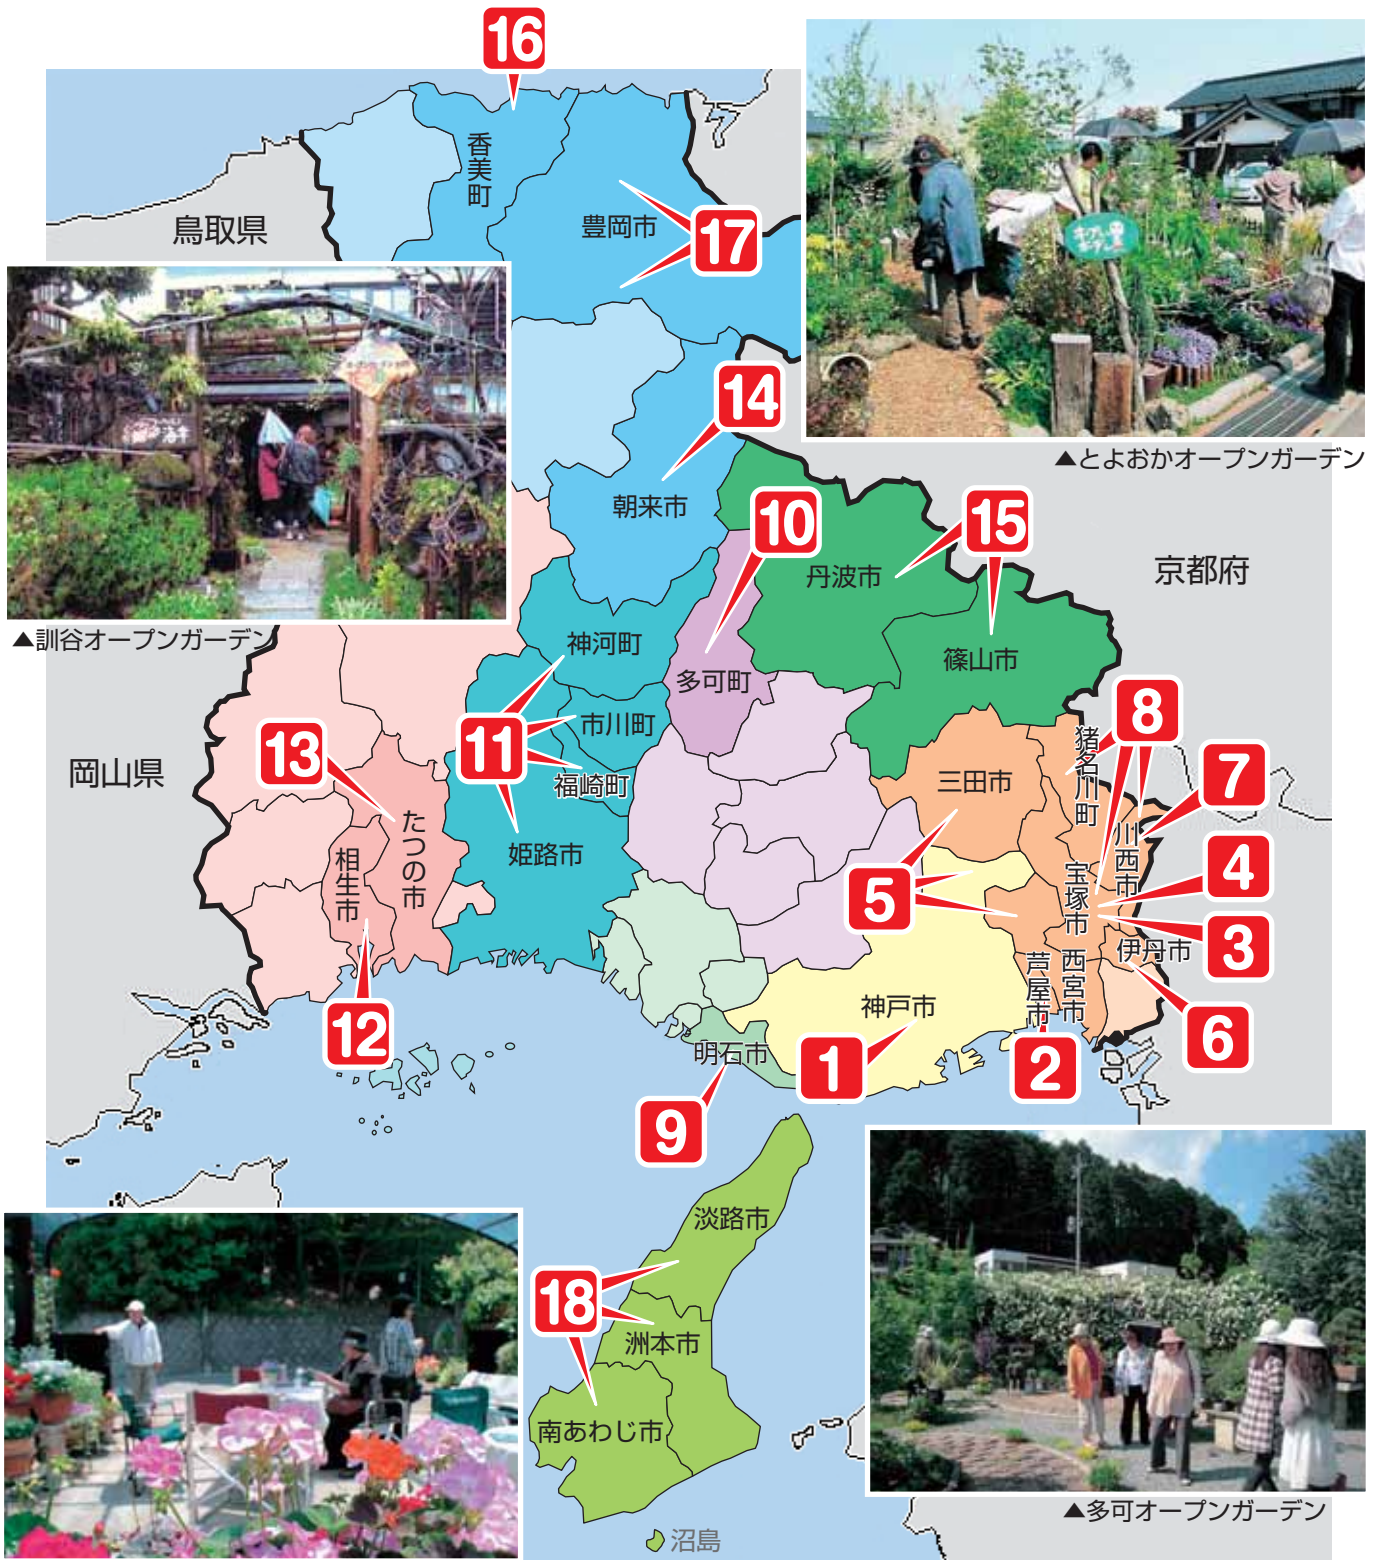 16
香美町
鳥取県
豊岡市
17
▲とよおかオープンガーデン
14
朝来市
10
15
丹波市
京都府
▲訓谷オープンガーデン
神河町
篠山市
多可町
8
市川町
11
猪名川町
13
岡山県
福崎町
三田市
7
たつの市
川西市
相生市
姫路市
宝塚市
4
5
3
伊丹市
芦屋市
西宮市
神戸市
12
6
明石市
1
2
9
淡路市
18
洲本市
南あわじ市
▲多可オープンガーデン
沼島